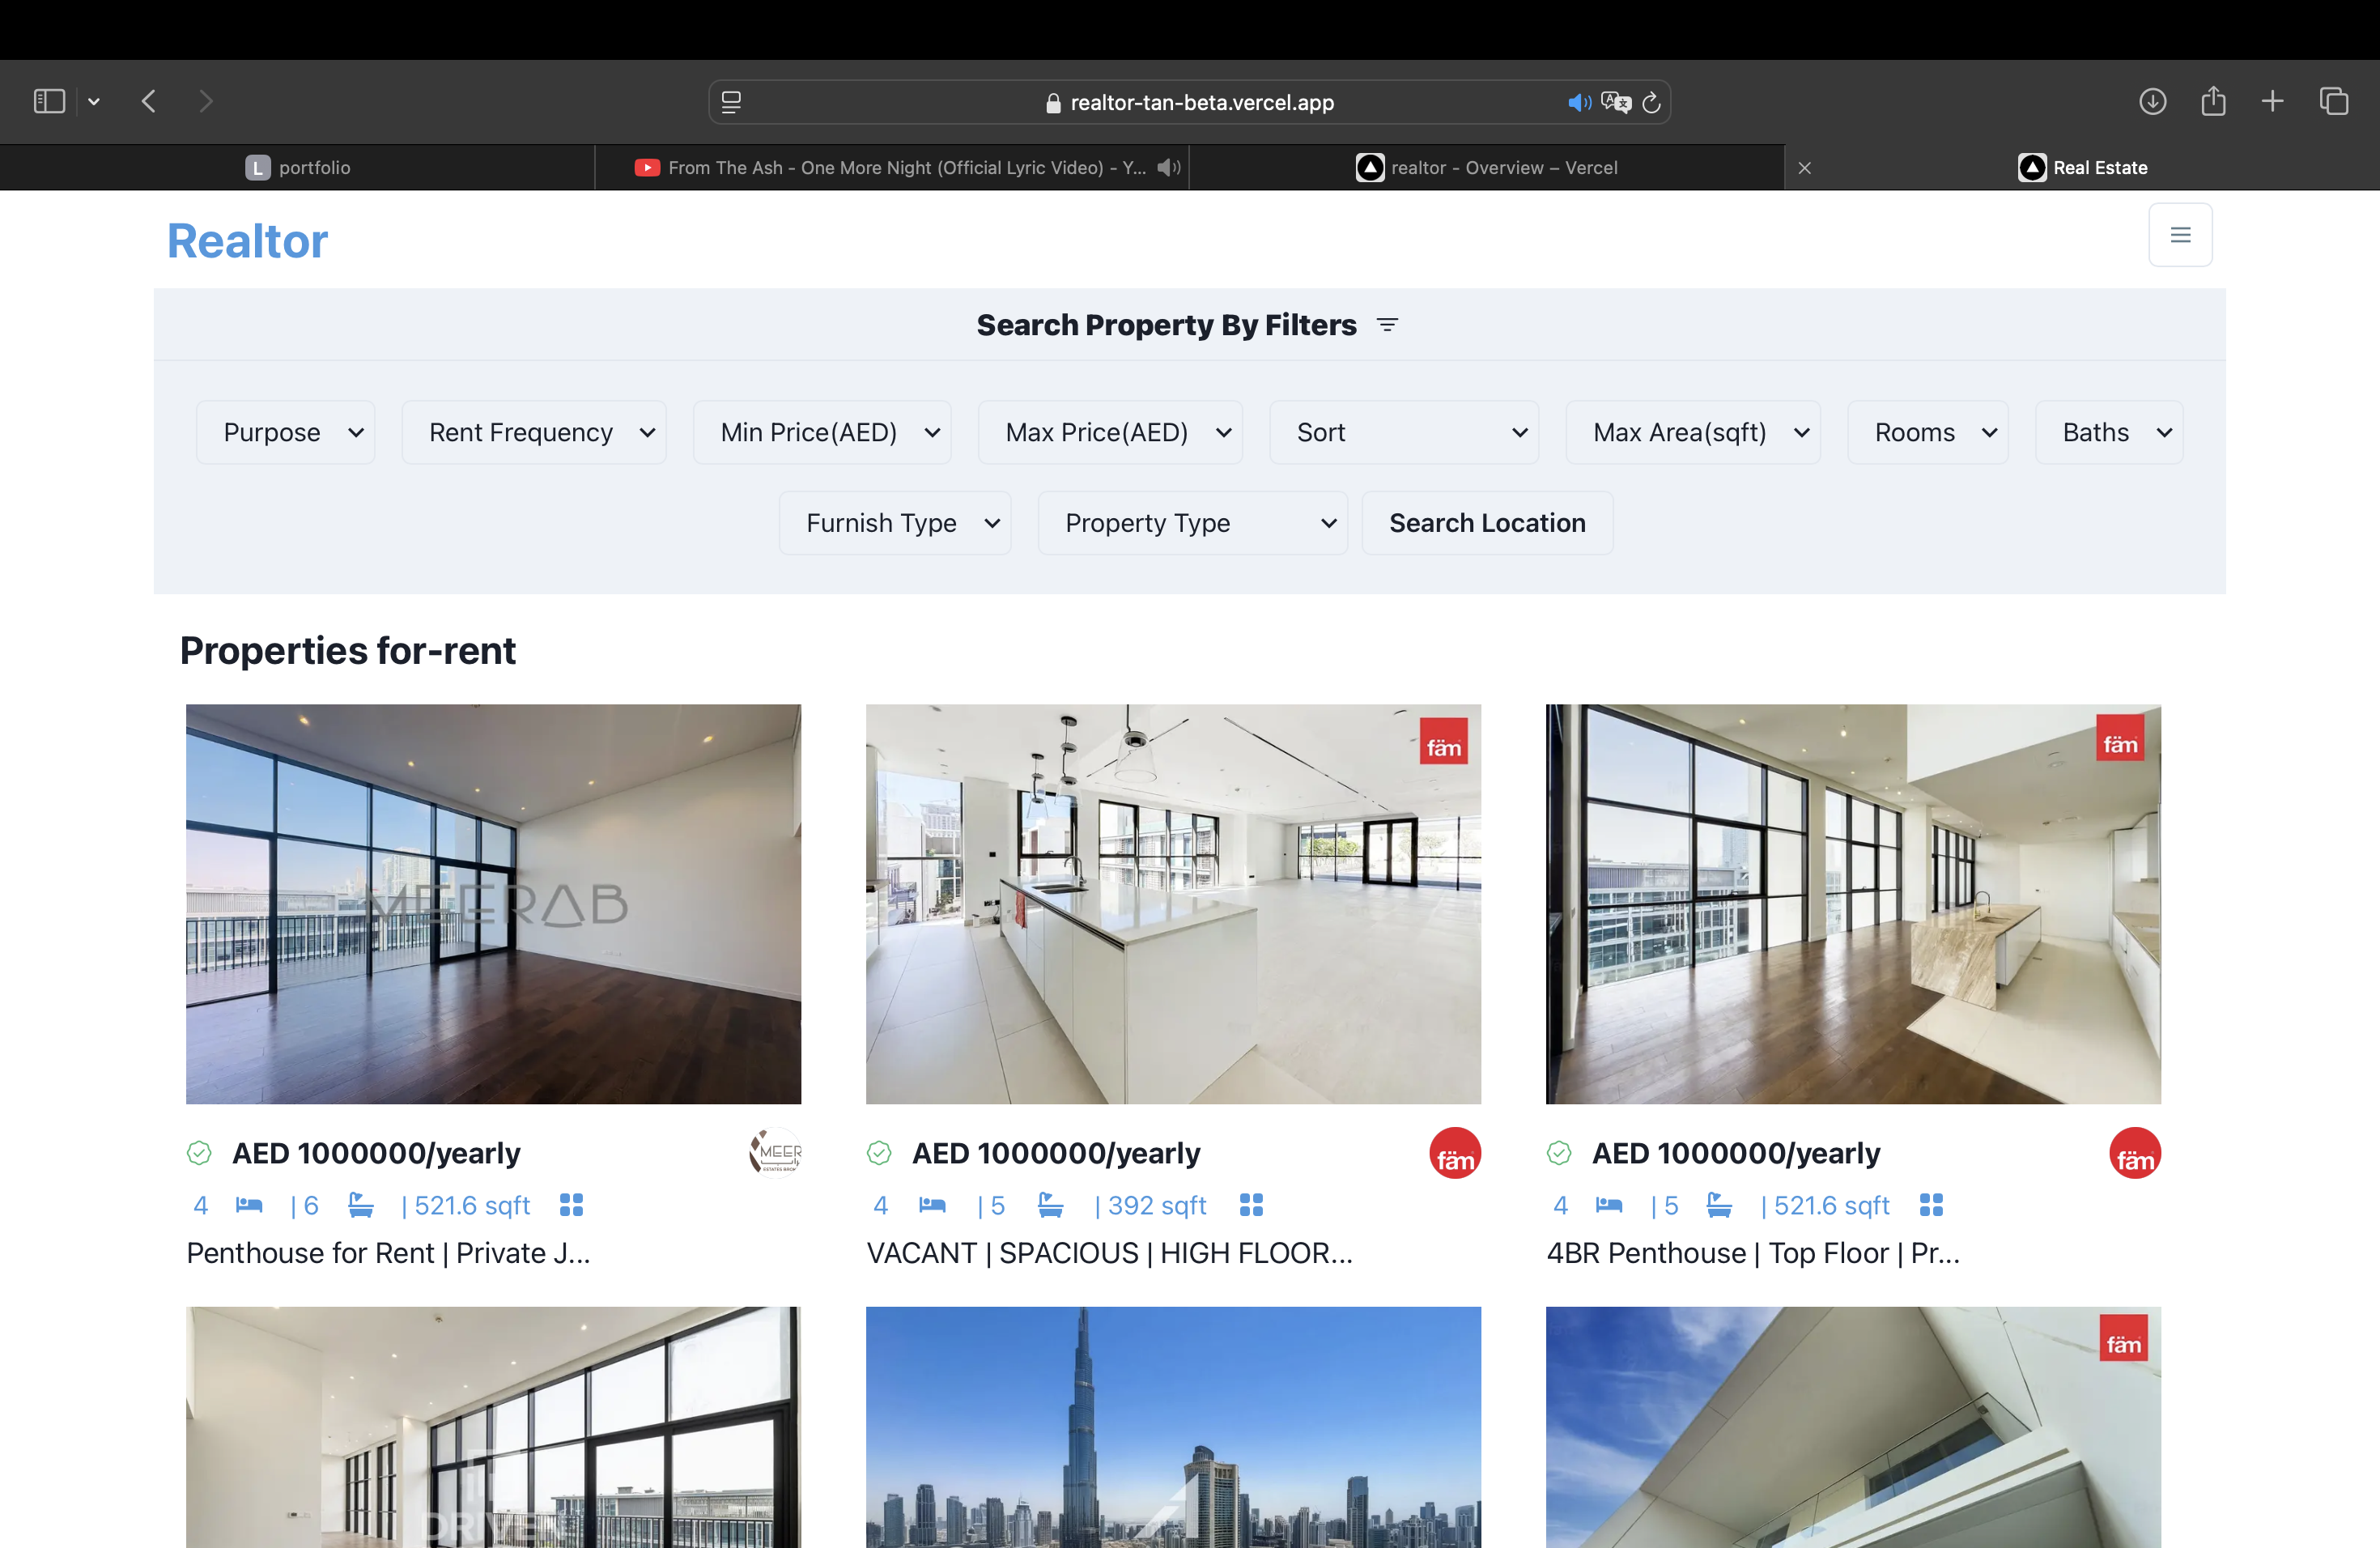 realtor-tan-beta.vercel.app
L portfolio
From The Ash - One More Night (Official Lyric Video) - Y...
realtor - Overview – Vercel
Real Estate
Realtor
Search Property By Filters
Purpose
Rent Frequency
Min Price(AED)
Max Price(AED)
Sort
Max Area(sqft)
Rooms
Baths
Furnish Type
Property Type
Search Location
Properties for-rent
MEERAB
fäm
fäm
AED 1000000/yearly
MEER
4 | 6 | 521.6 sqft
Penthouse for Rent | Private J...
AED 1000000/yearly
fäm
4 | 5 | 392 sqft
VACANT | SPACIOUS | HIGH FLOOR...
AED 1000000/yearly
fäm
4 | 5 | 521.6 sqft
4BR Penthouse | Top Floor | Pr...
DRIVEN
fäm